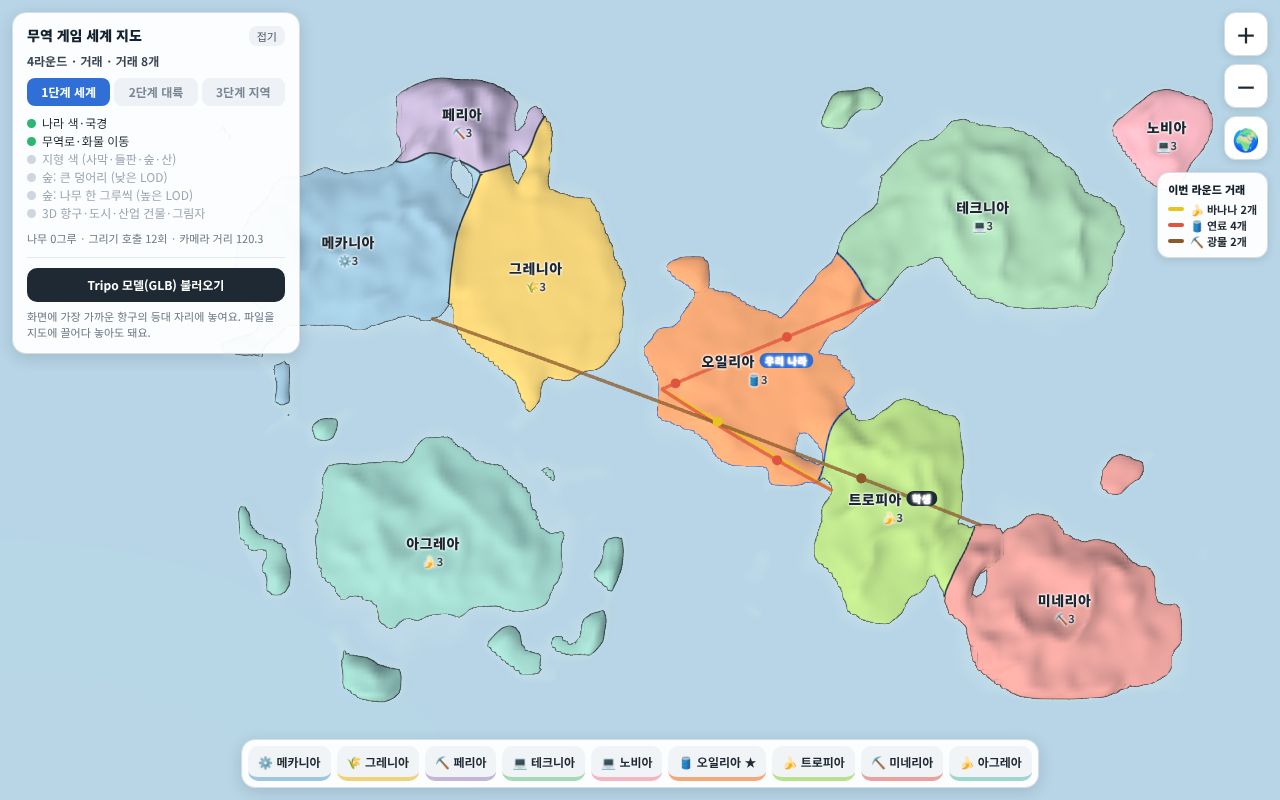 무역 게임 세계 지도
접기
4라운드 · 거래 · 거래 8개
1단계 세계
2단계 대륙
3단계 지역
나라 색·국경
무역로·화물 이동
지형 색 (사막·들판·숲·산)
숲: 큰 덩어리 (낮은 LOD)
숲: 나무 한 그루씩 (높은 LOD)
3D 항구·도시·산업 건물·그림자
나무 0그루 · 그리기 호출 12회 · 카메라 거리 120.3
Tripo 모델(GLB) 불러오기
화면에 가장 가까운 항구의 등대 자리에 놓여요. 파일을
지도에 끌어다 놓아도 돼요.
페리아
3
노비아
3
이번 라운드 거래
바나나 2개
연료 4개
광물 2개
테크니아
3
메카니아
3
그레니아
3
오일리아 우리 나라
3
트로피아 학생
3
아그레아
3
미네리아
3
메카니아
그레니아
페리아
테크니아
노비아
오일리아 ★
트로피아
미네리아
아그레아